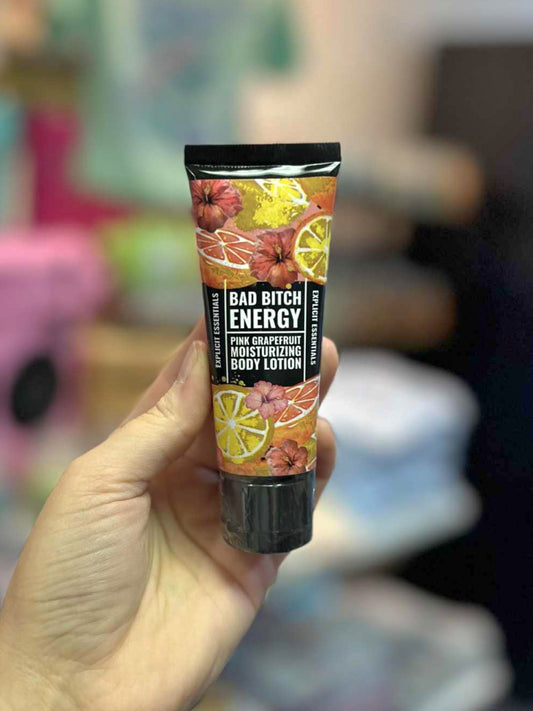 BAD BITCH
ENERGY
PINK GRAPEFRUIT
MOISTURIZING
BODY LOTION
EXPLICIT ESSENTIALS
EXPLICIT ESSENTIALS